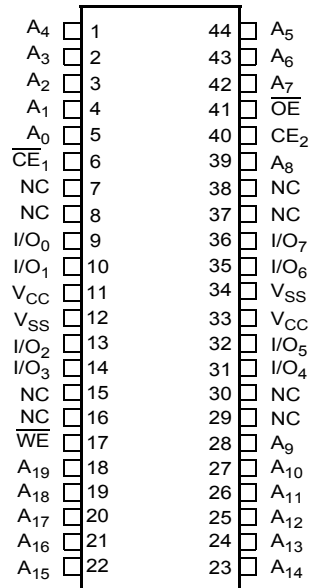 A4 1 44 A5
A3 2 43 A6
A2 3 42 A7
A1 4 41 O̅E̅
A0 5 40 CE2
C̅E̅1 6 39 A8
NC 7 38 NC
NC 8 37 NC
I/O0 9 36 I/O7
I/O1 10 35 I/O6
VCC 11 34 VSS
VSS 12 33 VCC
I/O2 13 32 I/O5
I/O3 14 31 I/O4
NC 15 30 NC
NC 16 29 NC
W̅E̅ 17 28 A9
A19 18 27 A10
A18 19 26 A11
A17 20 25 A12
A16 21 24 A13
A15 22 23 A14